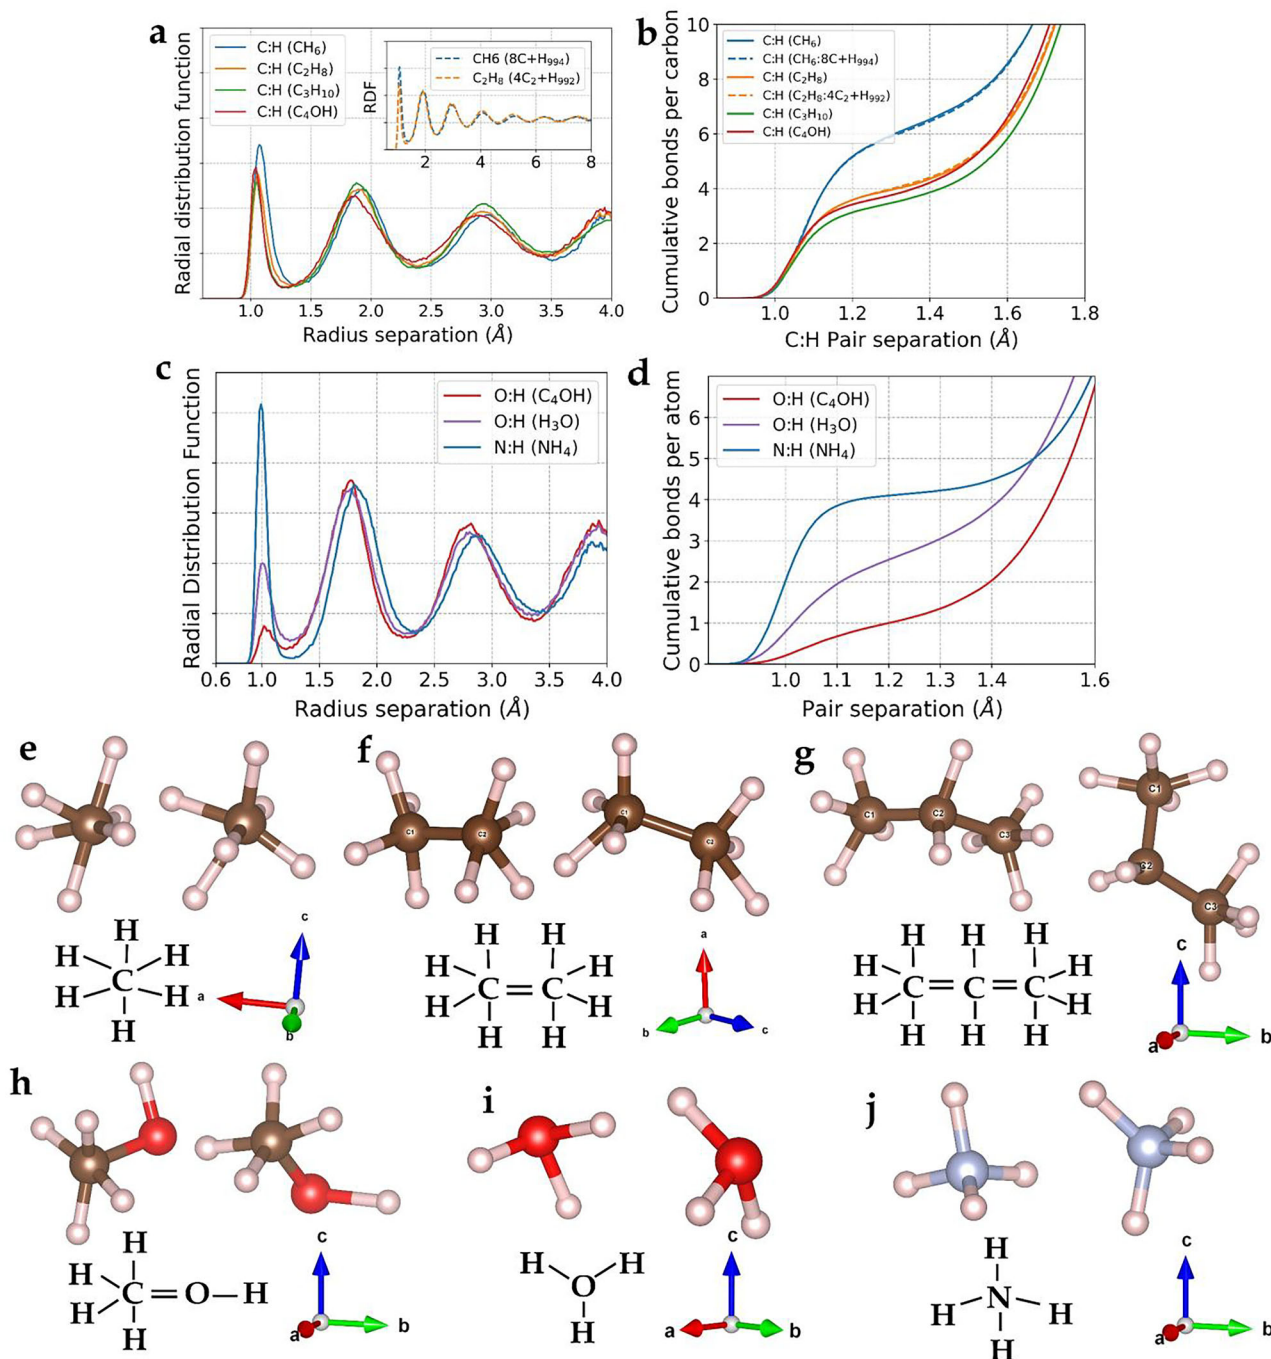 a
Radial distribution function
C:H (CH₆)
C:H (C₂H₈)
C:H (C₃H₁₀)
C:H (C₄OH)
RDF
CH6 (8C+H₉₉₄)
C₂H₈ (4C₂+H₉₉₂)
2 4 6 8
1.0 1.5 2.0 2.5 3.0 3.5 4.0
Radius separation (Å)
b
Cumulative bonds per carbon
10
8
6
4
2
0
C:H (CH₆)
C:H (CH₆:8C+H₉₉₄)
C:H (C₂H₈)
C:H (C₂H₈:4C₂+H₉₉₂)
C:H (C₃H₁₀)
C:H (C₄OH)
1.0 1.2 1.4 1.6 1.8
C:H Pair separation (Å)
c
Radial Distribution Function
O:H (C₄OH)
O:H (H₃O)
N:H (NH₄)
0.6 1.0 1.5 2.0 2.5 3.0 3.5 4.0
Radius separation (Å)
d
Cumulative bonds per atom
6
5
4
3
2
1
0
O:H (C₄OH)
O:H (H₃O)
N:H (NH₄)
1.0 1.2 1.3 1.4 1.6
Pair separation (Å)
e
H
H H
C
H H
H
c
a
b
f
C1 C2
C1
C2
H H
H H
C=C
H H
H H
a
b c
g
C1 C2 C3
C1
C2
C3
H H H
H H
C=C=C
H H
H H H
c
a b
h
H
H
C=O—H
H
H
c
a b
i
H H
O
H
c
a b
j
H
N
H H
H
c
a b